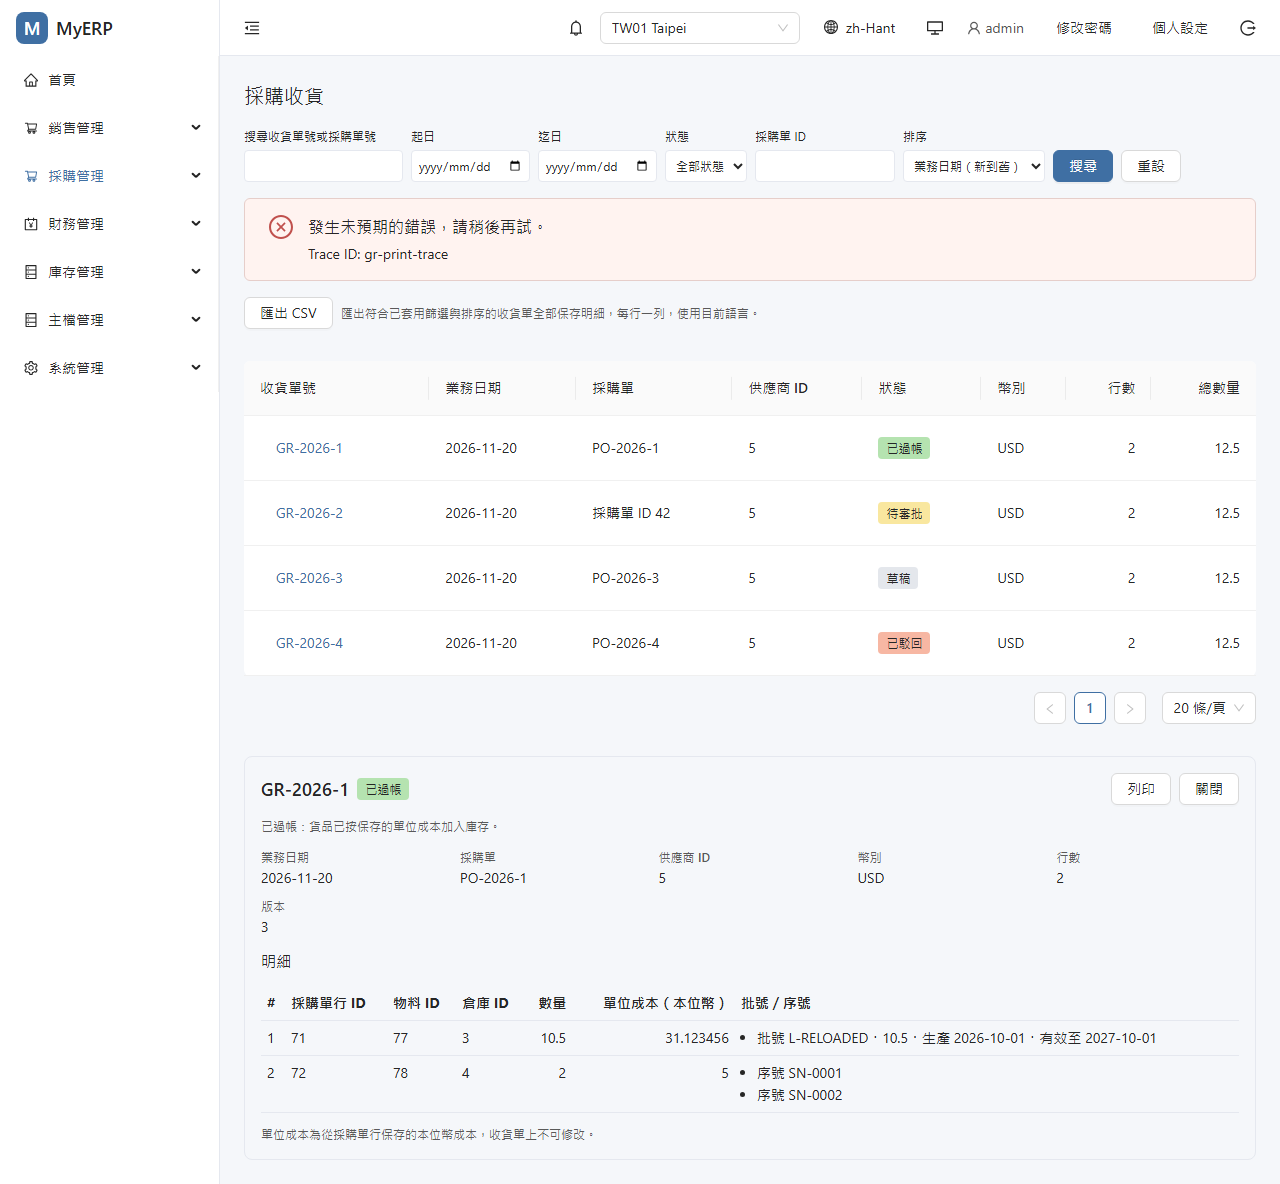 M MyERP
TW01 Taipei
zh-Hant
admin
修改密碼
個人設定
首頁
銷售管理
採購管理
財務管理
庫存管理
主檔管理
系統管理
採購收貨
搜尋收貨單號或採購單號
起日
迄日
狀態
採購單 ID
排序
yyyy/mm/dd
yyyy/mm/dd
全部狀態
業務日期（新到舊）
搜尋
重設
發生未預期的錯誤，請稍後再試。
Trace ID: gr-print-trace
匯出 CSV
匯出符合已套用篩選與排序的收貨單全部保存明細，每行一列，使用目前語言。
收貨單號 業務日期 採購單 供應商 ID 狀態 幣別 行數 總數量
GR-2026-1 2026-11-20 PO-2026-1 5 已過帳 USD 2 12.5
GR-2026-2 2026-11-20 採購單 ID 42 5 待審批 USD 2 12.5
GR-2026-3 2026-11-20 PO-2026-3 5 草稿 USD 2 12.5
GR-2026-4 2026-11-20 PO-2026-4 5 已駁回 USD 2 12.5
< 1 > 20 條/頁
GR-2026-1 已過帳 列印 關閉
已過帳：貨品已按保存的單位成本加入庫存。
業務日期 採購單 供應商 ID 幣別 行數
2026-11-20 PO-2026-1 5 USD 2
版本
3
明細
# 採購單行 ID 物料 ID 倉庫 ID 數量 單位成本（本位幣） 批號 / 序號
1 71 77 3 10.5 31.123456 • 批號 L-RELOADED · 10.5 · 生產 2026-10-01 · 有效至 2027-10-01
2 72 78 4 2 5 • 序號 SN-0001
• 序號 SN-0002
單位成本為從採購單行保存的本位幣成本，收貨單上不可修改。